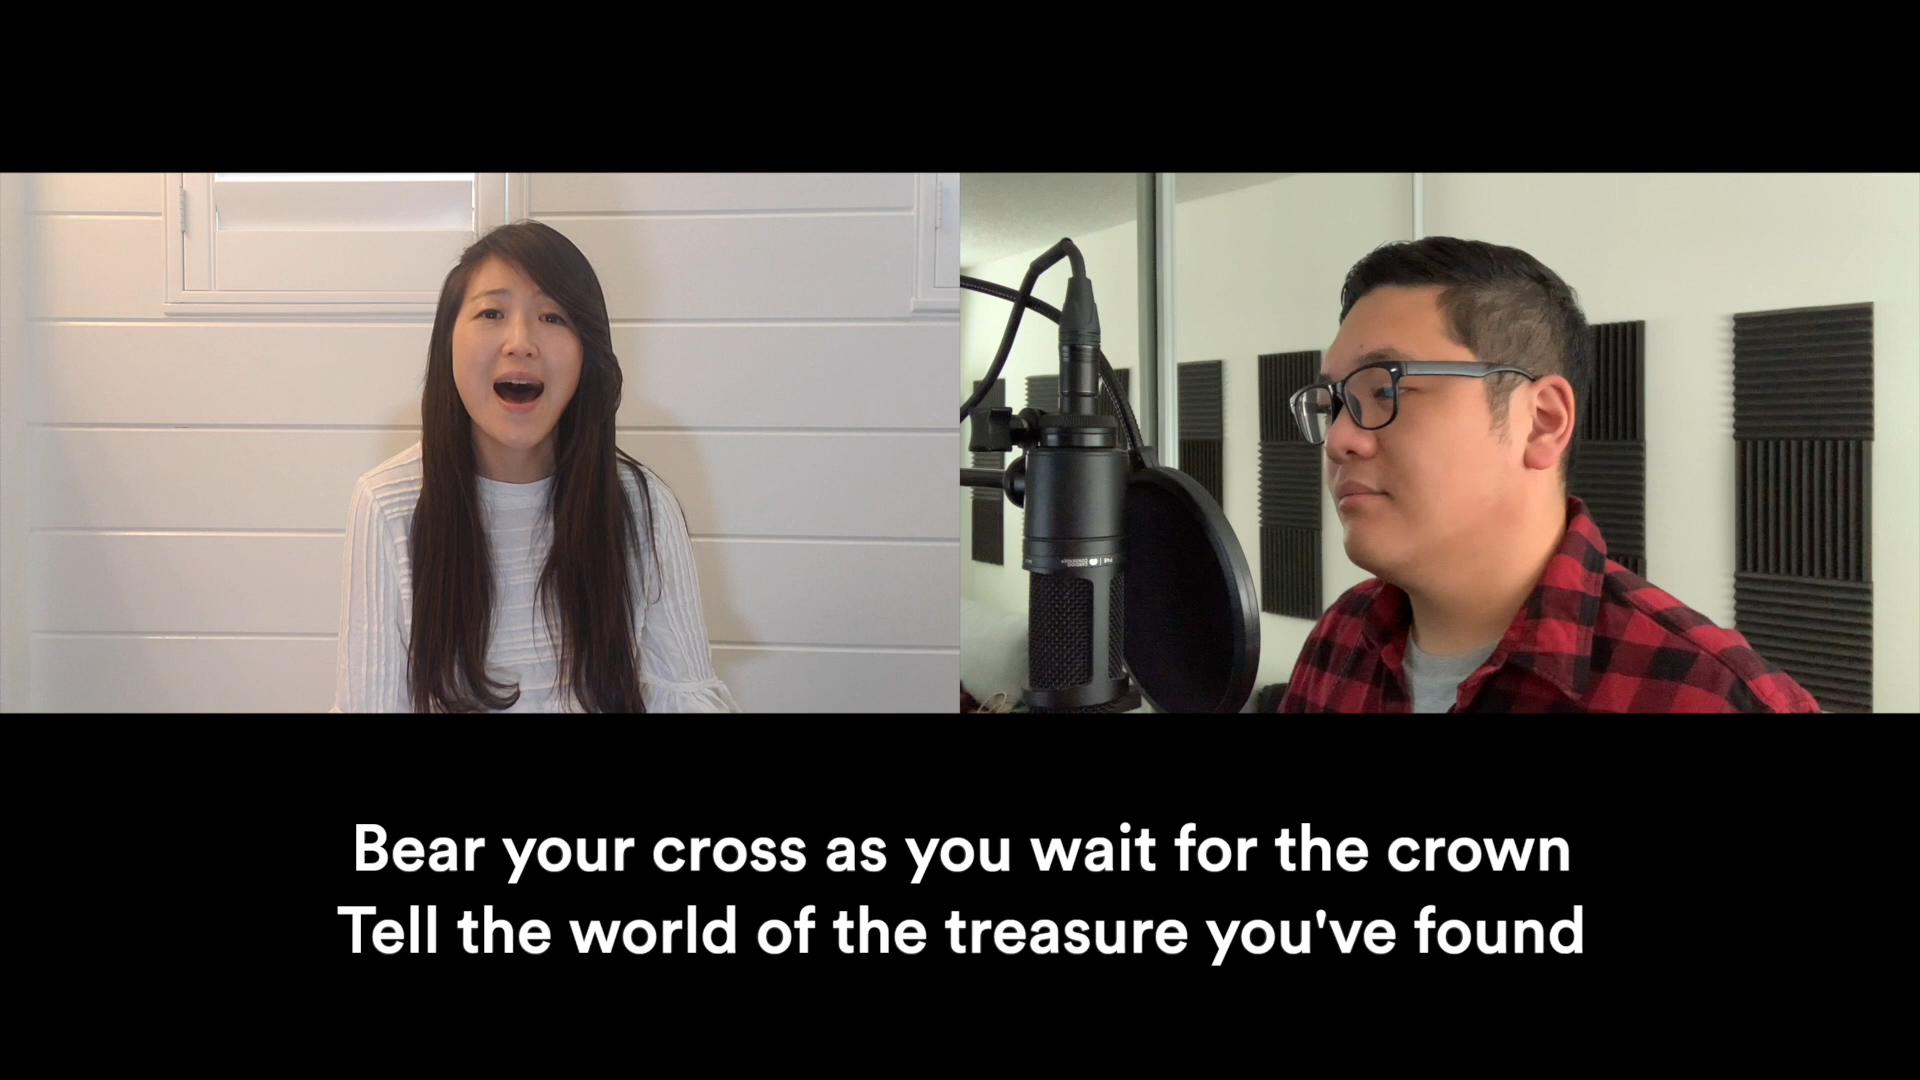 Bear your cross as you wait for the crown
Tell the world of the treasure you've found